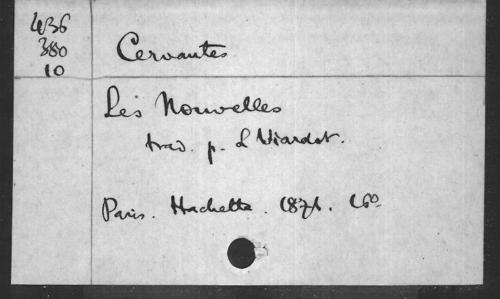 436
380
10
Cervantes
Les Nouvelles
trad. p. L Viardot.
Paris. Hachette. 1871. 16o.